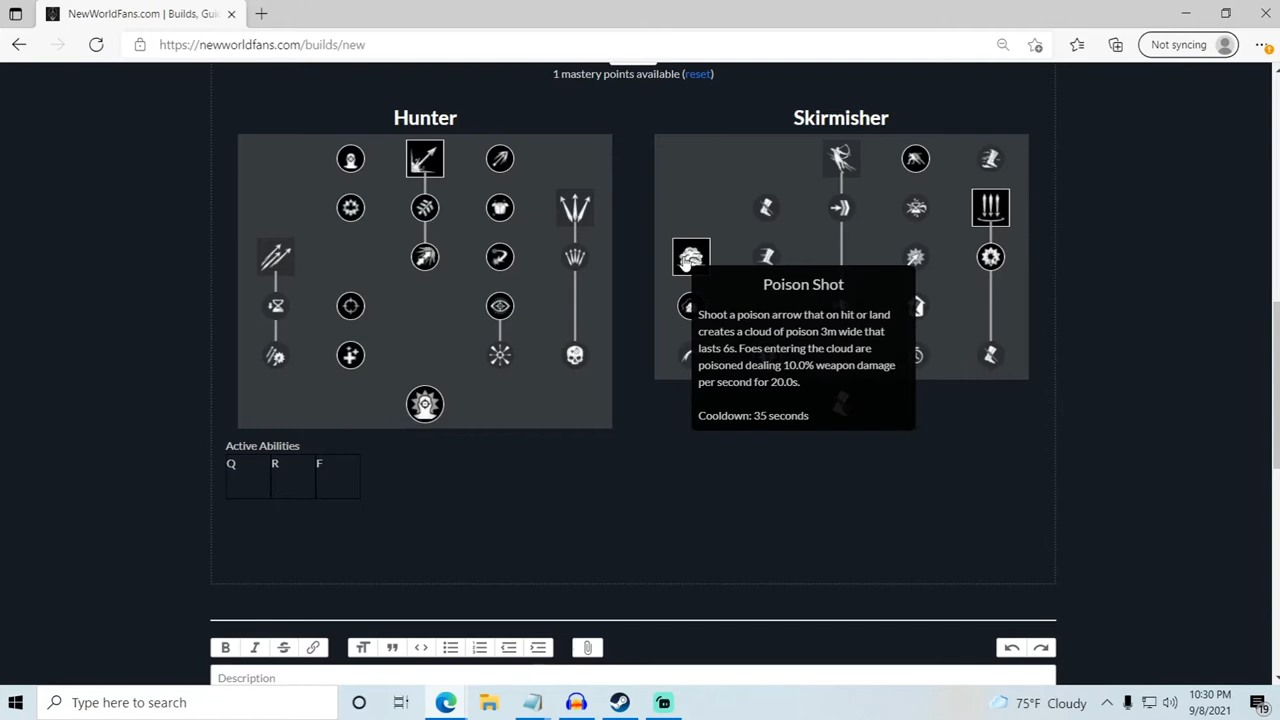 NewWorldFans.com | Builds, Gui
https://newworldfans.com/builds/new
Not syncing
1 mastery points available (reset)
Hunter
Skirmisher
Poison Shot
Shoot a poison arrow that on hit or land
creates a cloud of poison 3m wide that
lasts 6s. Foes entering the cloud are
poisoned dealing 10.0% weapon damage
per second for 20.0s.
Cooldown: 35 seconds
Active Abilities
Q R F
B I S
Description
Type here to search
75°F Cloudy
10:30 PM
9/8/2021
19